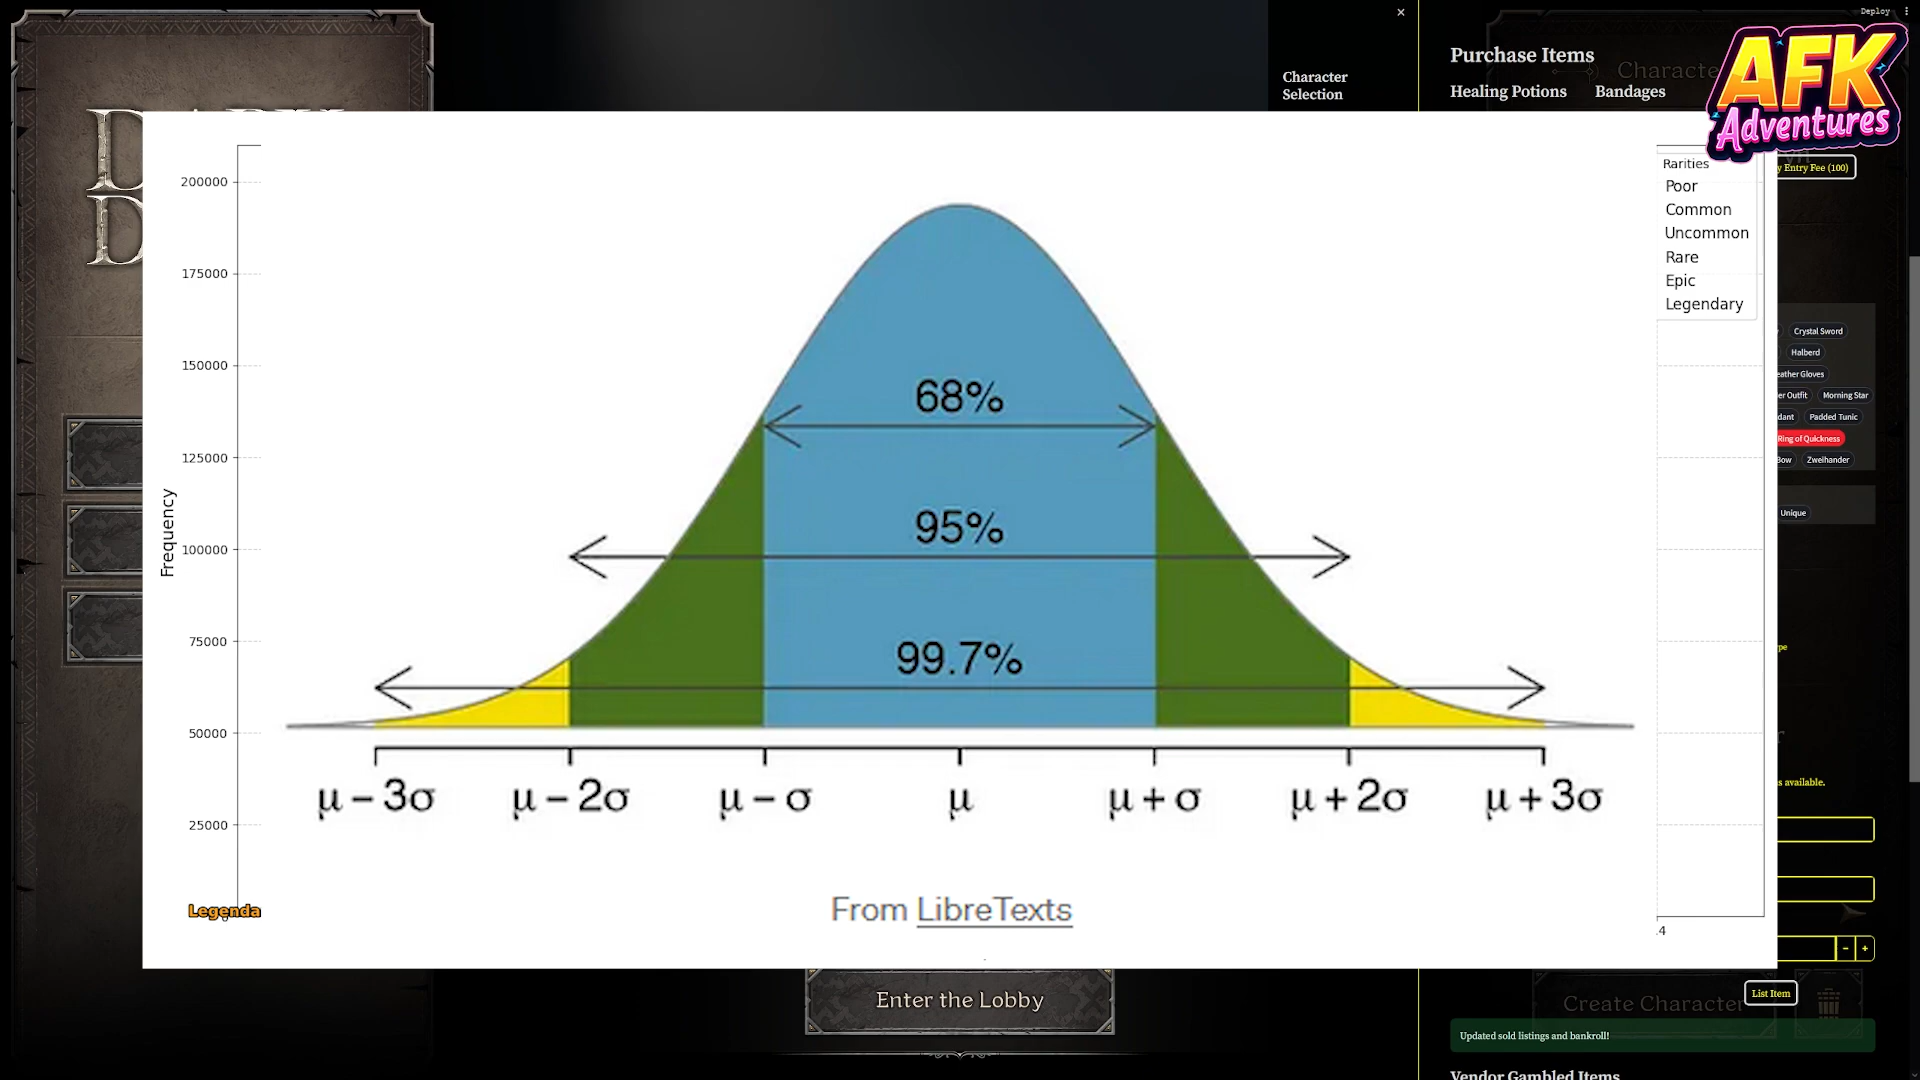 Deploy
Character
Selection
Purchase Items
Healing Potions
Bandages
AFK
Adventures
Entry Fee (100)
200000
175000
150000
125000
100000
75000
50000
25000
Frequency
68%
95%
99.7%
μ – 3σ
μ – 2σ
μ – σ
μ
μ + σ
μ + 2σ
μ + 3σ
From LibreTexts
Legenda
Rarities
Poor
Common
Uncommon
Rare
Epic
Legendary
Crystal Sword
Halberd
Gloves
Outfit
Morning Star
Padded Tunic
Ring of Quickness
Zweihander
Unique
available.
Enter the Lobby
Create Character
List Item
Updated sold listings and bankroll!
Vendor Gambled Items